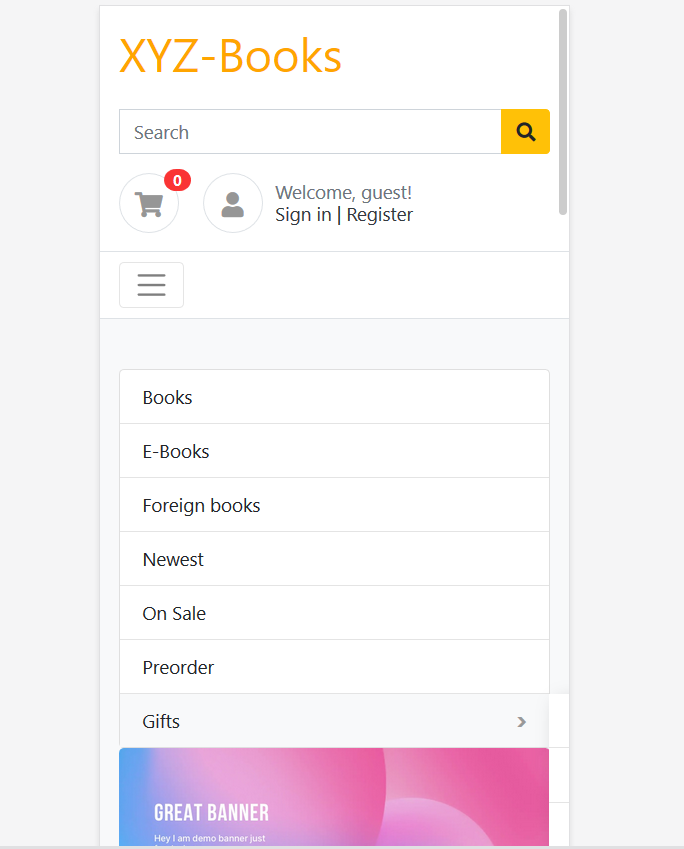 XYZ-Books
Search
0
Welcome, guest!
Sign in | Register
Books
E-Books
Foreign books
Newest
On Sale
Preorder
Gifts
GREAT BANNER
Hey I am demo banner just